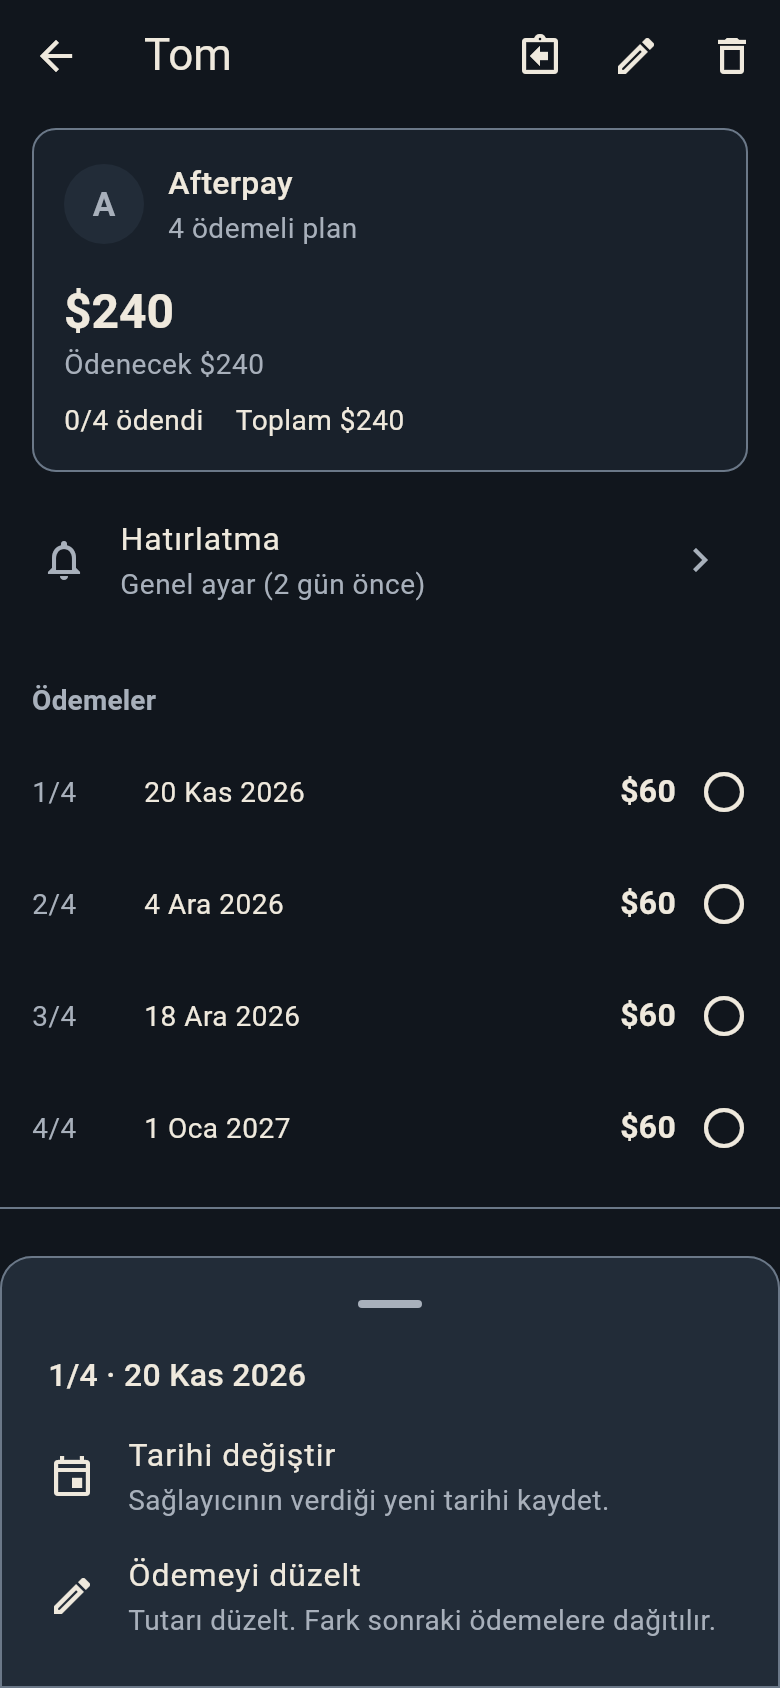 Tom
A
Afterpay
4 ödemeli plan
$240
Ödenecek $240
0/4 ödendi Toplam $240
Hatırlatma
Genel ayar (2 gün önce)
Ödemeler
1/4 20 Kas 2026 $60
2/4 4 Ara 2026 $60
3/4 18 Ara 2026 $60
4/4 1 Oca 2027 $60
1/4 · 20 Kas 2026
Tarihi değiştir
Sağlayıcının verdiği yeni tarihi kaydet.
Ödemeyi düzelt
Tutarı düzelt. Fark sonraki ödemelere dağıtılır.